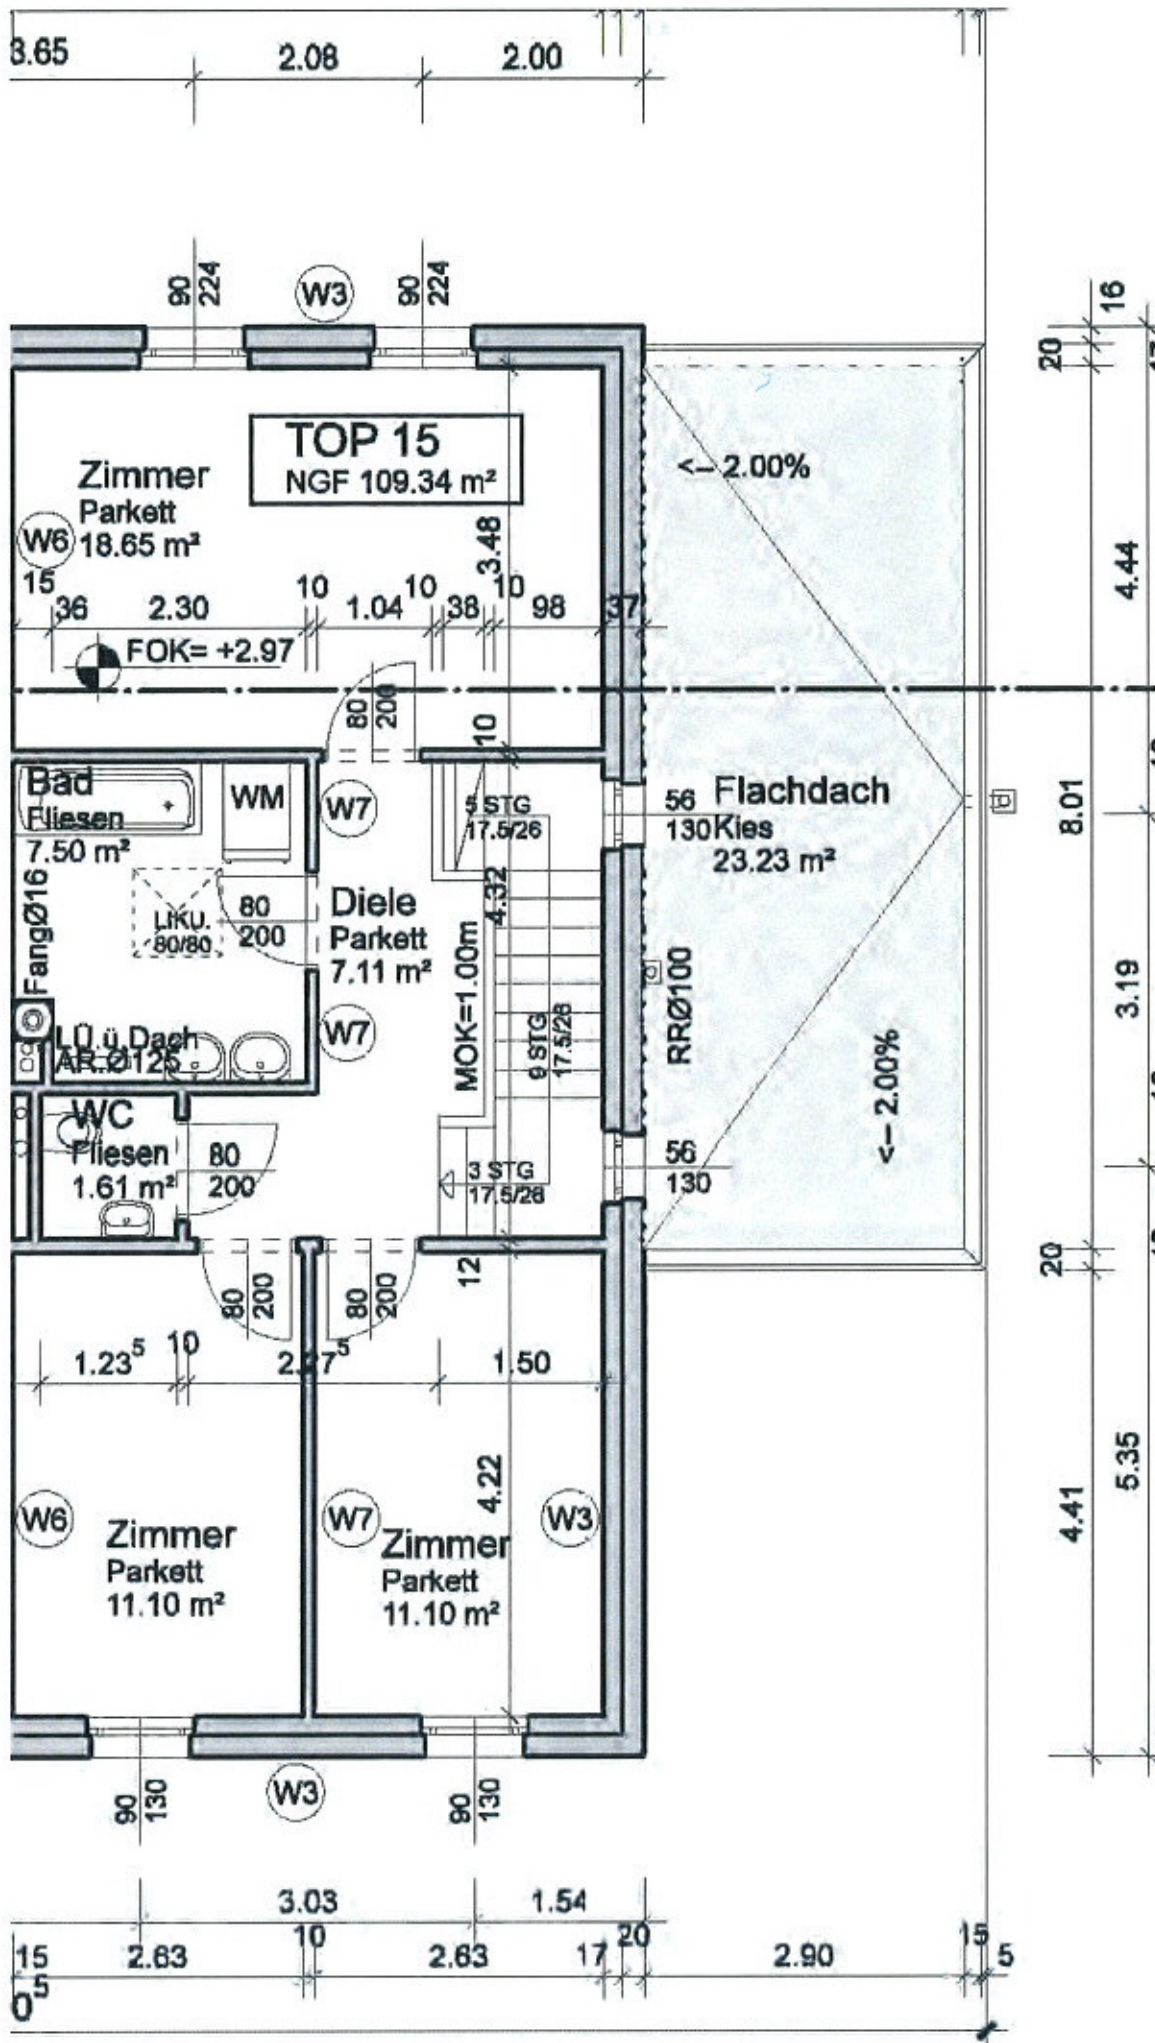 3.65
2.08
2.00
90
224
W3
90
224
16
20
TOP 15
NGF 109.34 m²
Zimmer
Parkett
18.65 m²
W6
<– 2.00%
3.48
4.44
15
36
2.30
10
1.04
10
38
10
98
37
FOK= +2.97
80
200
10
Bad
Fliesen
7.50 m²
WM
W7
5 STG
17.5/26
56
130
Flachdach
Kies
23.23 m²
8.01
FangØ16
LIKU.
80/80
80
200
Diele
Parkett
7.11 m²
4.32
MOK=1.00m
9 STG
17.5/26
RRØ100
3.19
LÜ.ü.Dach
AR.Ø125
W7
<– 2.00%
WC
Fliesen
1.61 m²
80
200
3 STG
17.5/26
56
130
20
12
80
200
80
200
1.23⁵
10
2.27⁵
1.50
4.22
5.35
4.41
W6
Zimmer
Parkett
11.10 m²
W7
Zimmer
Parkett
11.10 m²
W3
90
130
W3
90
130
3.03
1.54
15
2.63
10
2.63
17
20
2.90
15
5
0⁵